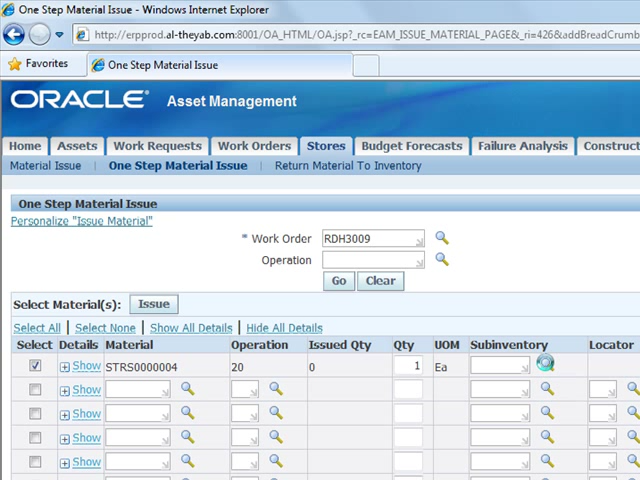 One Step Material Issue - Windows Internet Explorer
http://erpprod.al-theyab.com:8001/OA_HTML/OA.jsp?_rc=EAM_ISSUE_MATERIAL_PAGE&_ri=426&addBreadCrumb
Favorites One Step Material Issue
ORACLE® Asset Management
Home Assets Work Requests Work Orders Stores Budget Forecasts Failure Analysis Construct
Material Issue | One Step Material Issue | Return Material To Inventory
One Step Material Issue
Personalize "Issue Material"
* Work Order RDH3009
Operation
Go Clear
Select Material(s): Issue
Select All | Select None | Show All Details | Hide All Details
Select Details Material Operation Issued Qty Qty UOM Subinventory Locator
Show STRS0000004 20 0 1 Ea
Show
Show
Show
Show